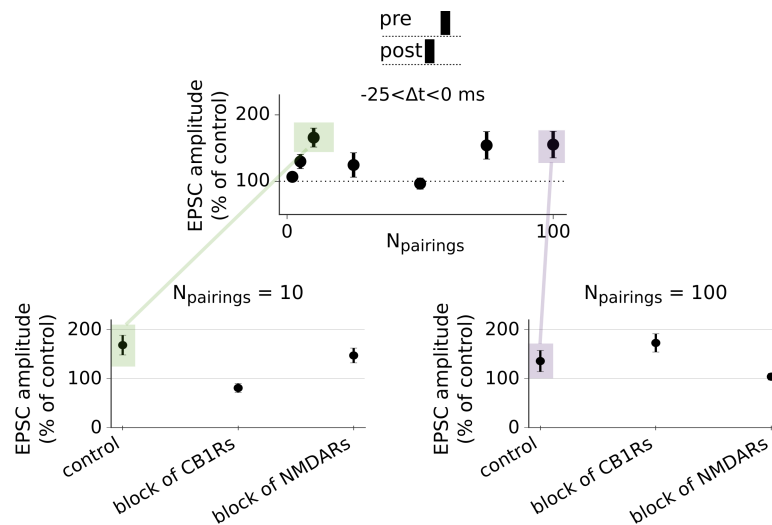 pre
post
-25<Δt<0 ms
EPSC amplitude
(% of control)
200
100
0
100
Npairings
Npairings = 10
EPSC amplitude
(% of control)
200
100
0
control
block of CB1Rs
block of NMDARs
Npairings = 100
EPSC amplitude
(% of control)
200
100
0
control
block of CB1Rs
block of NMDARs